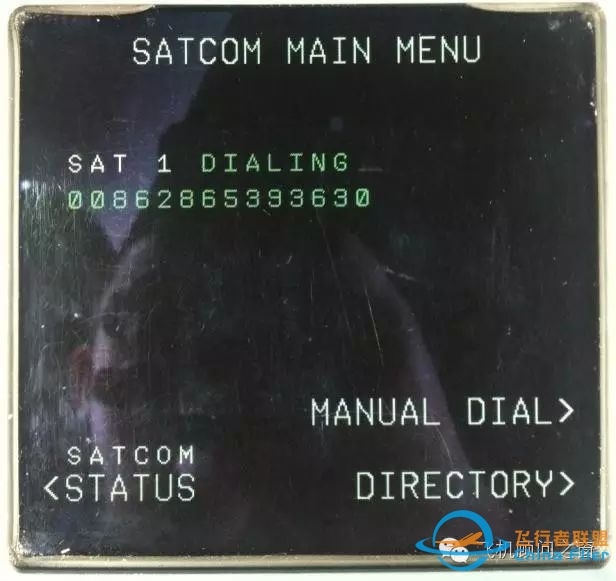 SATCOM MAIN MENU
SAT 1 DIALING
00862865393630
MANUAL DIAL>
SATCOM
<STATUS
DIRECTORY>
飞行者联盟